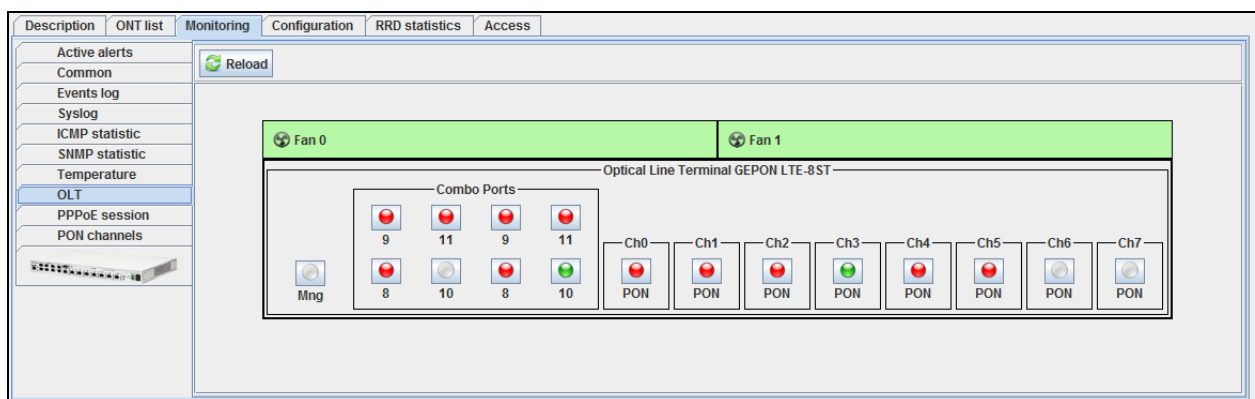 Description ONT list Monitoring Configuration RRD statistics Access
Active alerts
Common
Events log
Syslog
ICMP statistic
SNMP statistic
Temperature
OLT
PPPoE session
PON channels
Reload
Fan 0 Fan 1
Optical Line Terminal GEPON LTE-8ST
Combo Ports
9 11 9 11
Ch0 Ch1 Ch2 Ch3 Ch4 Ch5 Ch6 Ch7
Mng 8 10 8 10 PON PON PON PON PON PON PON PON